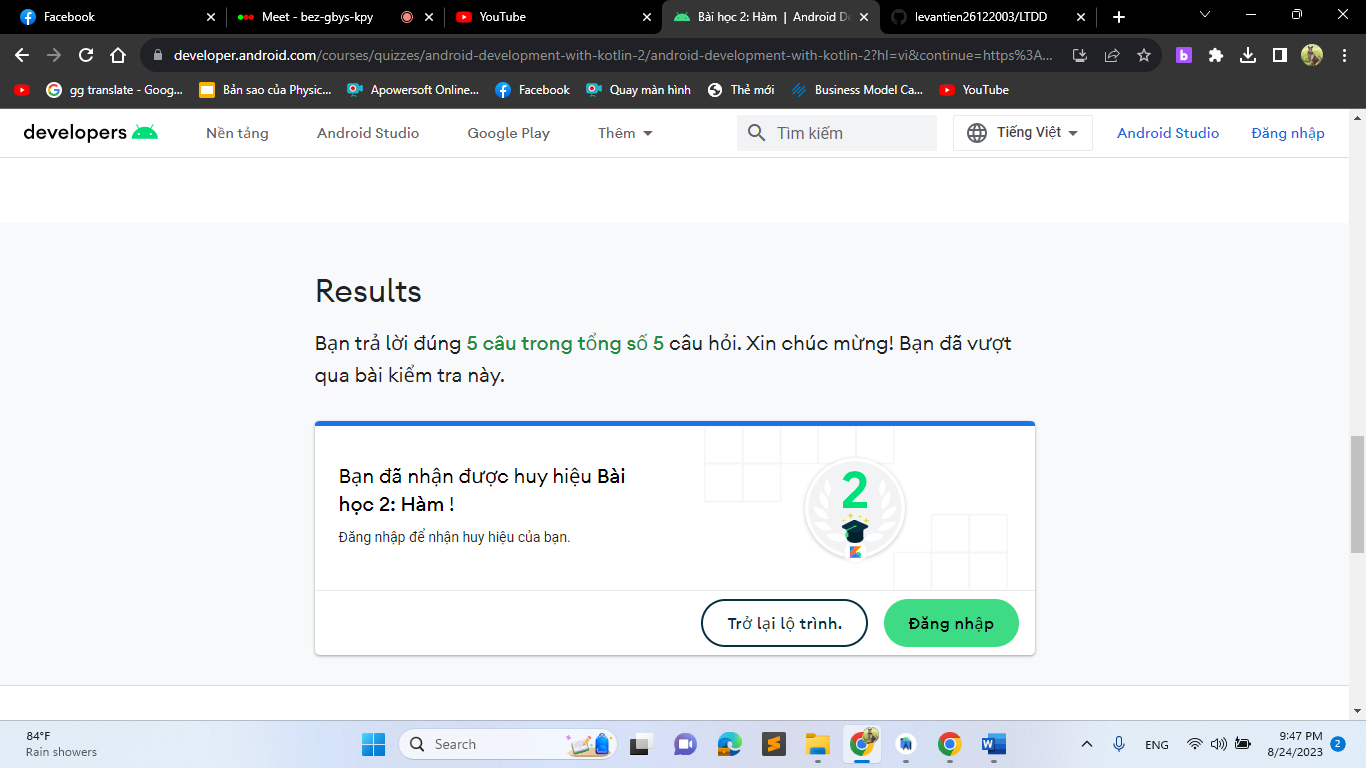 Facebook
Meet - bez-gbys-kpy
YouTube
Bài học 2: Hàm | Android De
levantien26122003/LTDD
developer.android.com/courses/quizzes/android-development-with-kotlin-2/android-development-with-kotlin-2?hl=vi&continue=https%3A...
gg translate - Goog...
Bản sao của Physic...
Apowersoft Online...
Facebook
Quay màn hình
Thẻ mới
Business Model Ca...
YouTube
developers
Nền tảng
Android Studio
Google Play
Thêm
Tìm kiếm
Tiếng Việt
Android Studio
Đăng nhập
Results
Bạn trả lời đúng 5 câu trong tổng số 5 câu hỏi. Xin chúc mừng! Bạn đã vượt
qua bài kiểm tra này.
Bạn đã nhận được huy hiệu Bài
học 2: Hàm !
Đăng nhập để nhận huy hiệu của bạn.
2
Trở lại lộ trình.
Đăng nhập
84°F
Rain showers
Search
ENG
9:47 PM
8/24/2023
2